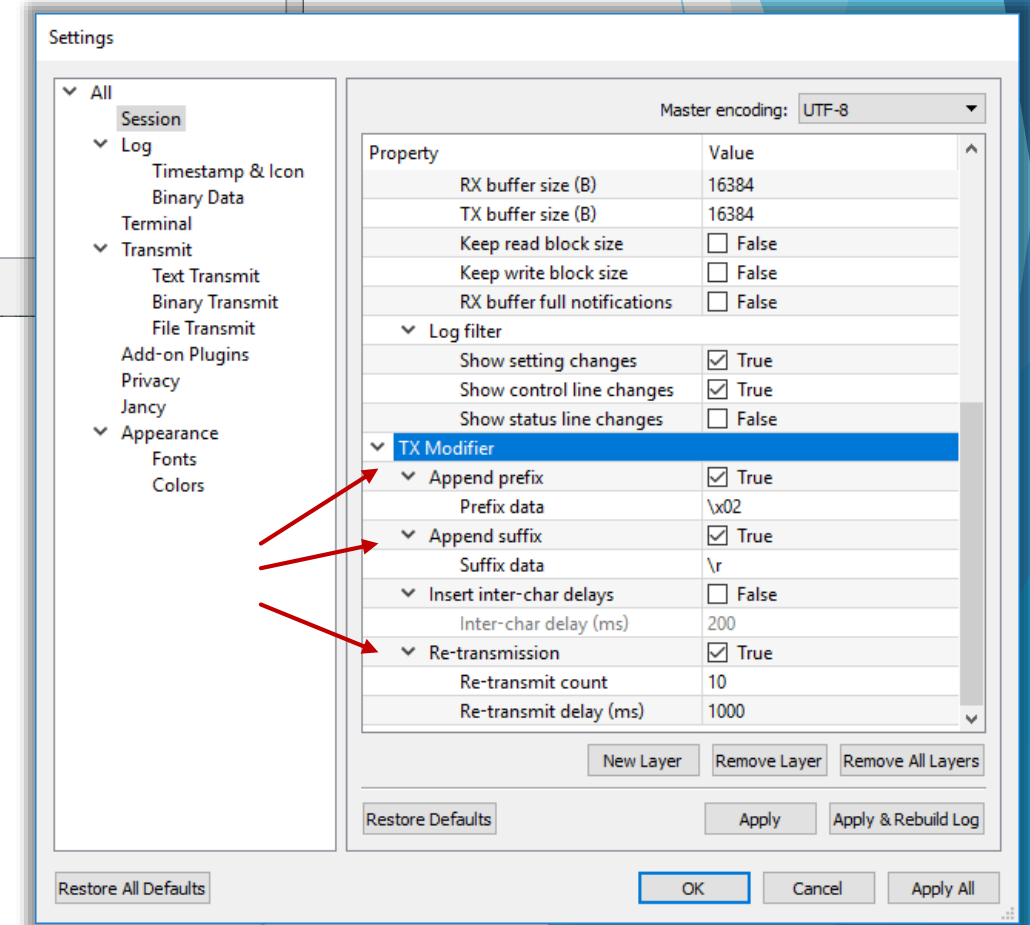 Settings
All
Session
Log
Timestamp & Icon
Binary Data
Terminal
Transmit
Text Transmit
Binary Transmit
File Transmit
Add-on Plugins
Privacy
Jancy
Appearance
Fonts
Colors
Master encoding: UTF-8
Property Value
RX buffer size (B) 16384
TX buffer size (B) 16384
Keep read block size False
Keep write block size False
RX buffer full notifications False
Log filter
Show setting changes True
Show control line changes True
Show status line changes False
TX Modifier
Append prefix True
Prefix data \x02
Append suffix True
Suffix data \r
Insert inter-char delays False
Inter-char delay (ms) 200
Re-transmission True
Re-transmit count 10
Re-transmit delay (ms) 1000
New Layer Remove Layer Remove All Layers
Restore Defaults Apply Apply & Rebuild Log
Restore All Defaults OK Cancel Apply All